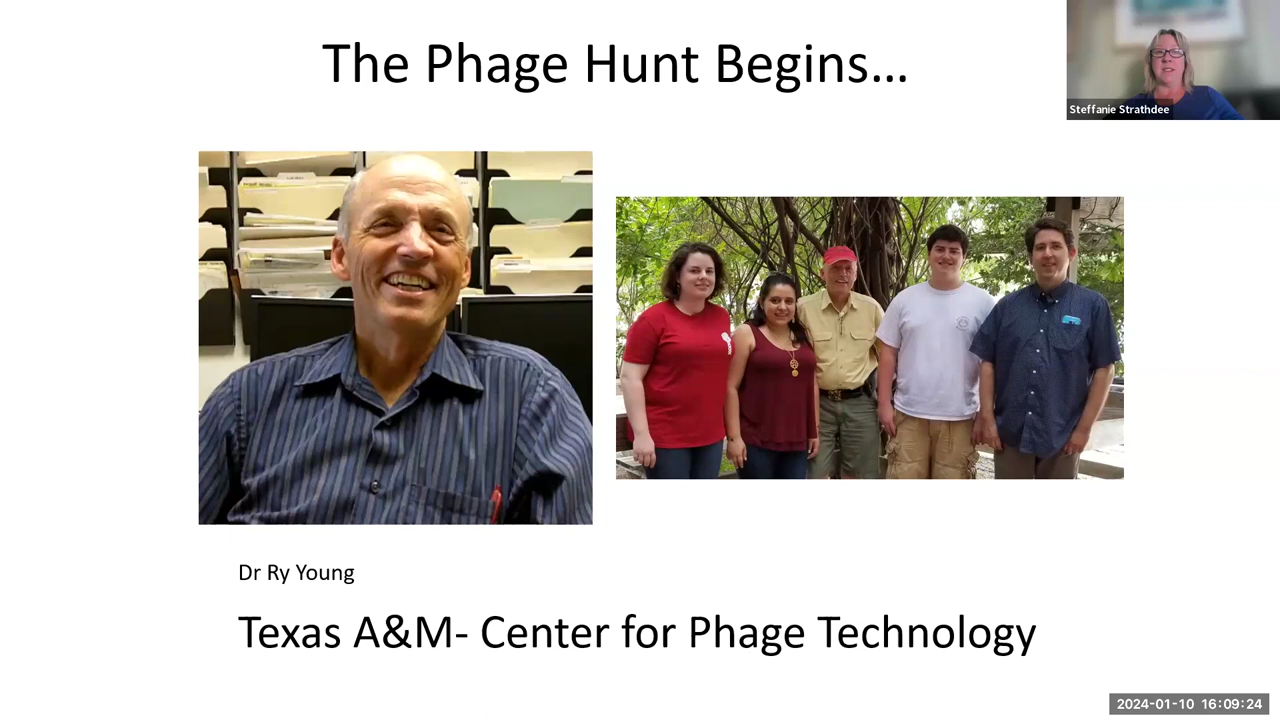 The Phage Hunt Begins...
Steffanie Strathdee
Dr Ry Young
Texas A&M- Center for Phage Technology
2024-01-10 16:09:24